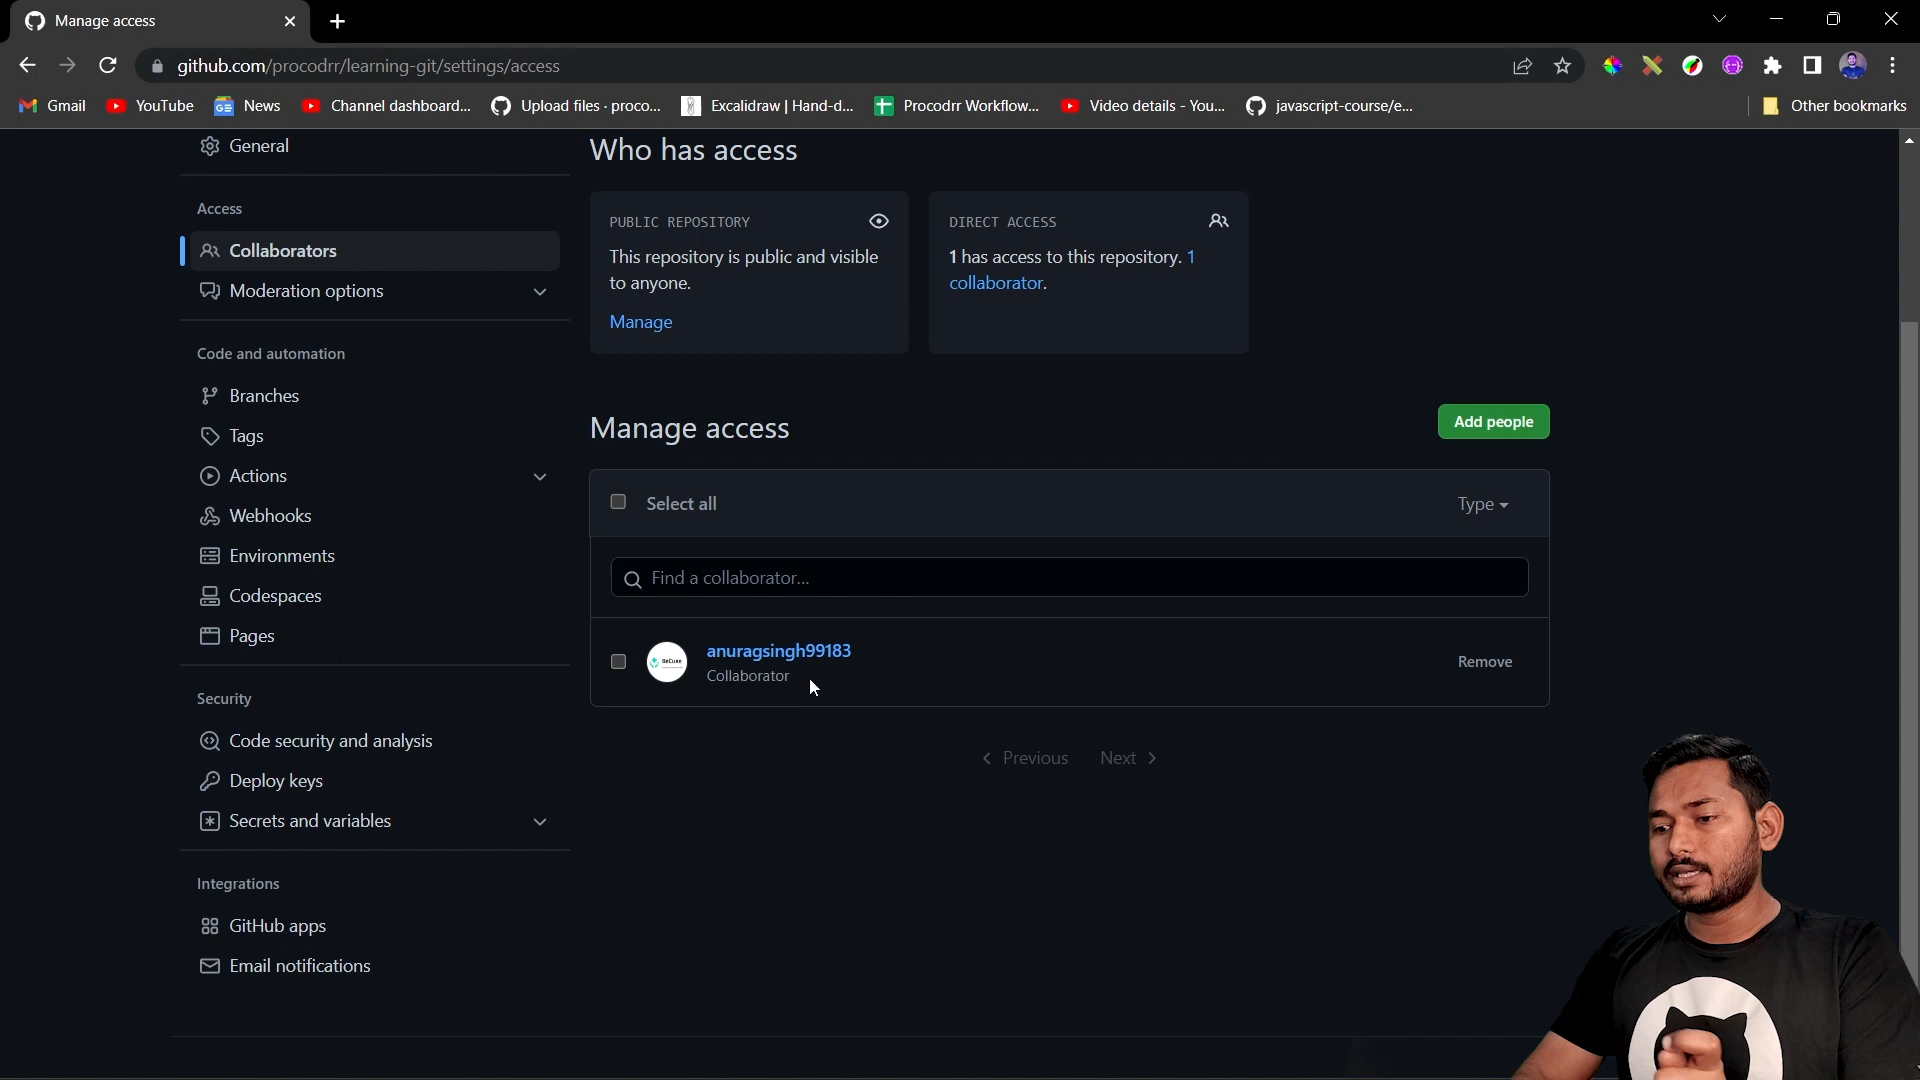 Manage access
github.com/procodrr/learning-git/settings/access
Gmail
YouTube
News
Channel dashboard...
Upload files · proco...
Excalidraw | Hand-d...
Procodrr Workflow...
Video details - You...
javascript-course/e...
Other bookmarks
General
Access
Collaborators
Moderation options
Code and automation
Branches
Tags
Actions
Webhooks
Environments
Codespaces
Pages
Security
Code security and analysis
Deploy keys
Secrets and variables
Integrations
GitHub apps
Email notifications
Who has access
PUBLIC REPOSITORY
This repository is public and visible
to anyone.
Manage
DIRECT ACCESS
1 has access to this repository. 1
collaborator.
Manage access
Add people
Select all
Type
Find a collaborator...
anuragsingh99183
Collaborator
Remove
Previous
Next